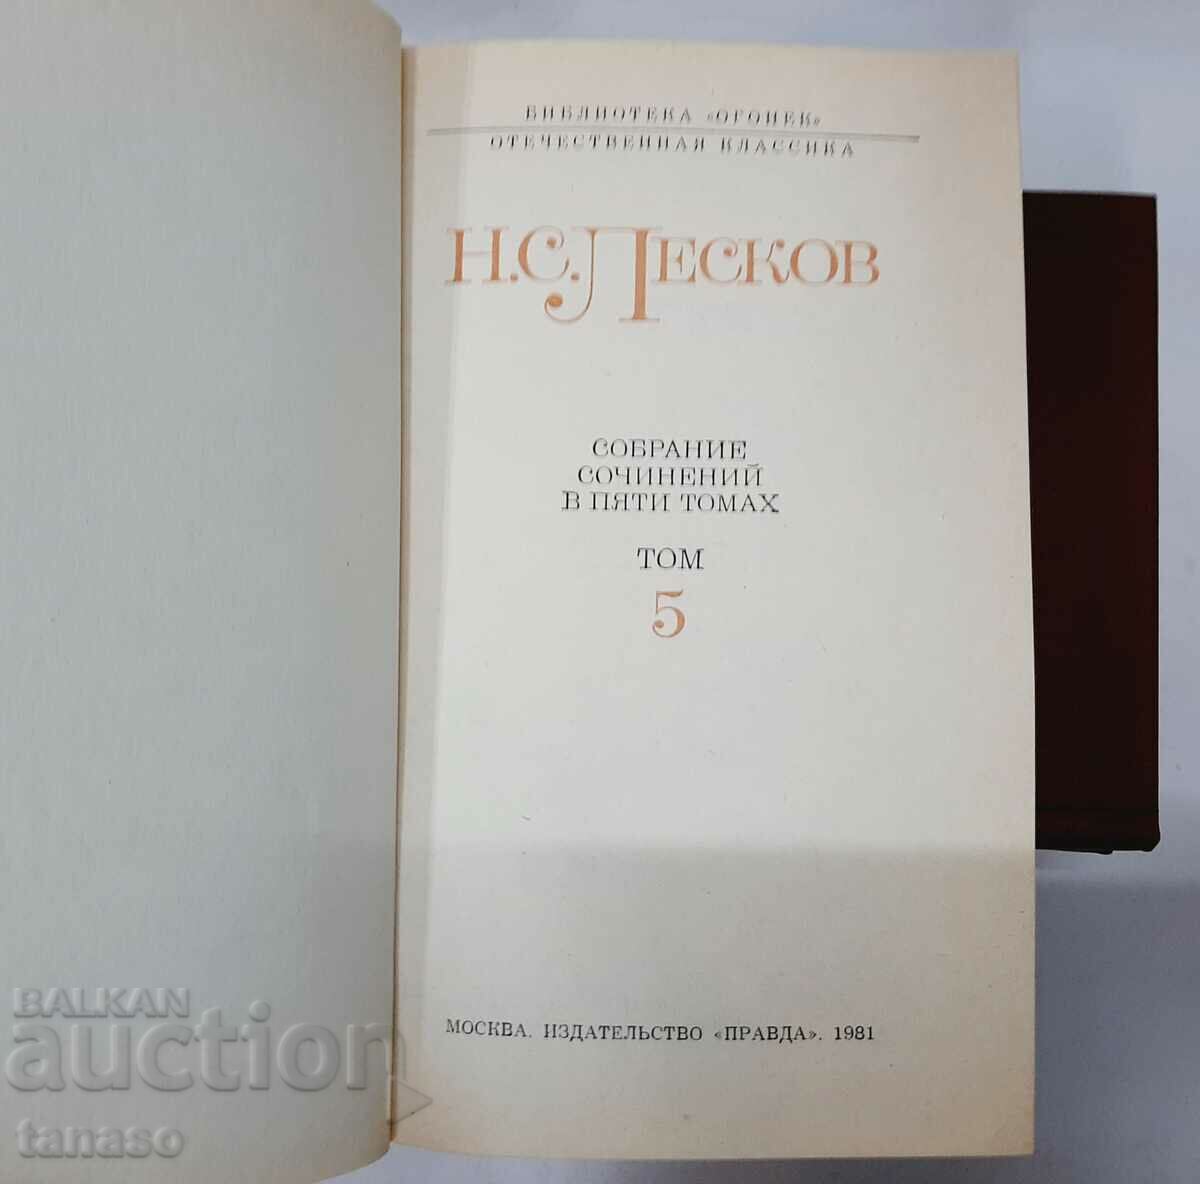 БИБЛИОТЕКА «ОГОНЕК»
ОТЕЧЕСТВЕННАЯ КЛАССИКА
Н.С.ЛЕСКОВ
СОБРАНИЕ
СОЧИНЕНИЙ
В ПЯТИ ТОМАХ
ТОМ
5
МОСКВА. ИЗДАТЕЛЬСТВО «ПРАВДА». 1981
BALKAN
auction
tanaso